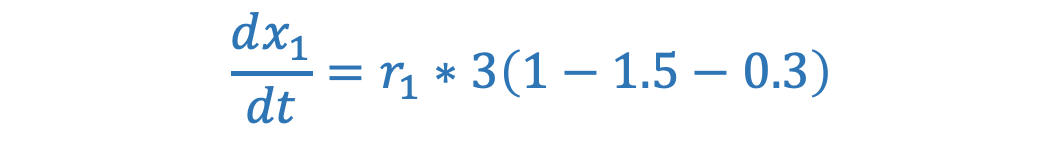 dx₁/dt = r₁ * 3(1 − 1.5 − 0.3)